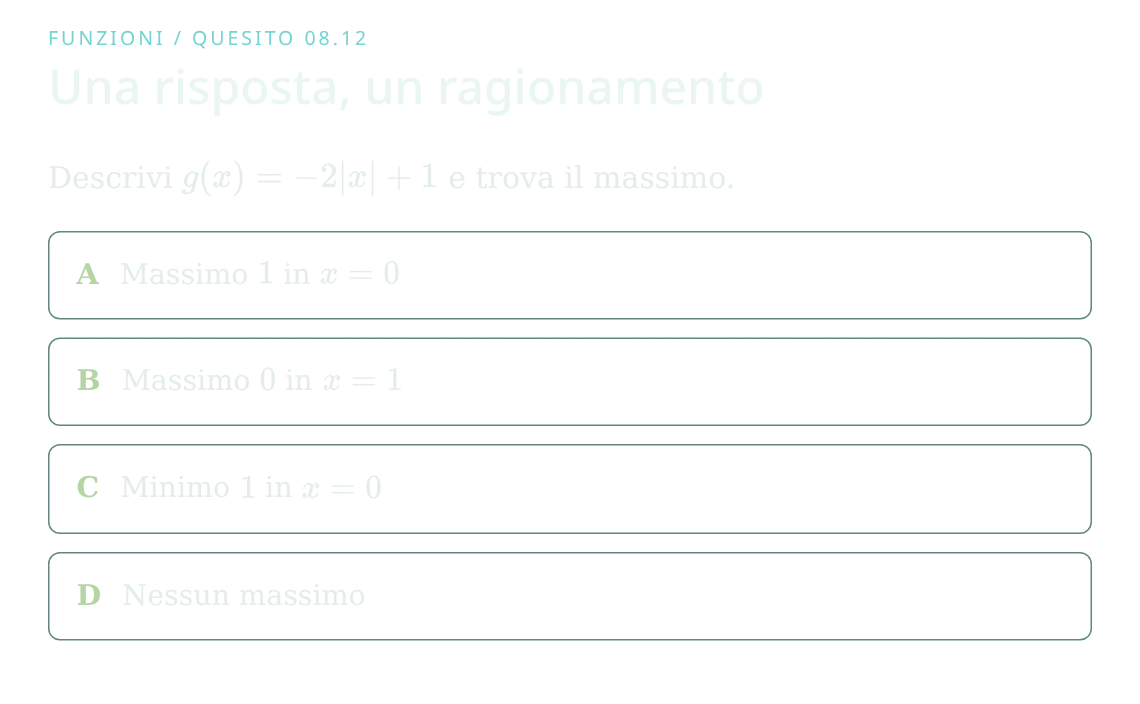 FUNZIONI / QUESITO 08.12
Una risposta, un ragionamento
Descrivi g(x) = −2|x| + 1 e trova il massimo.
A Massimo 1 in x = 0
B Massimo 0 in x = 1
C Minimo 1 in x = 0
D Nessun massimo